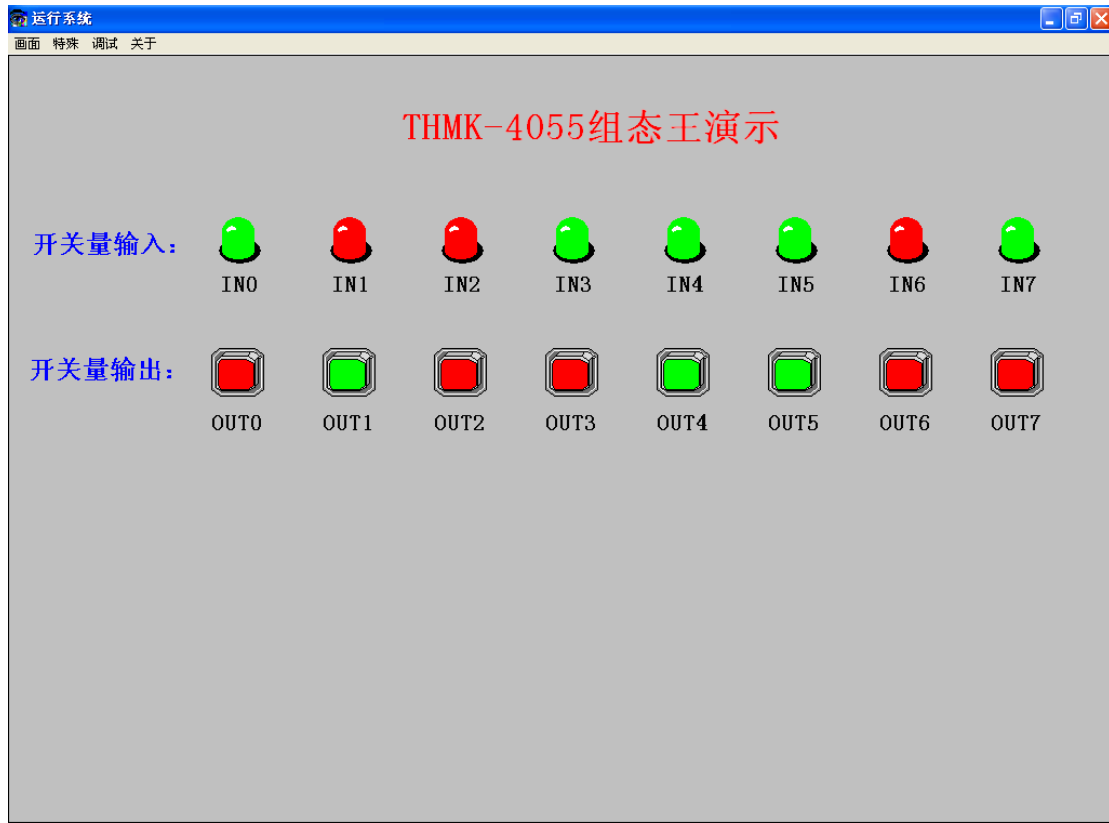 运行系统
画面 特殊 调试 关于
THMK-4055组态王演示
开关量输入：
IN0 IN1 IN2 IN3 IN4 IN5 IN6 IN7
开关量输出：
OUT0 OUT1 OUT2 OUT3 OUT4 OUT5 OUT6 OUT7